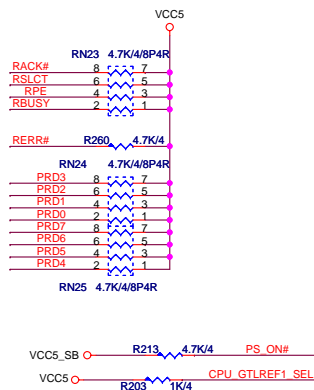 VCC5
RN23 4.7K/4/8P4R
RACK# 8 7
RSLCT 6 5
RPE 4 3
RBUSY 2 1
RERR# R260 4.7K/4
RN24 4.7K/4/8P4R
PRD3 8 7
PRD2 6 5
PRD1 4 3
PRD0 2 1
PRD7 8 7
PRD6 6 5
PRD5 4 3
PRD4 2 1
RN25 4.7K/4/8P4R
VCC5_SB R213 4.7K/4 PS_ON#
VCC5 R203 1K/4 CPU_GTLREF1_SEL